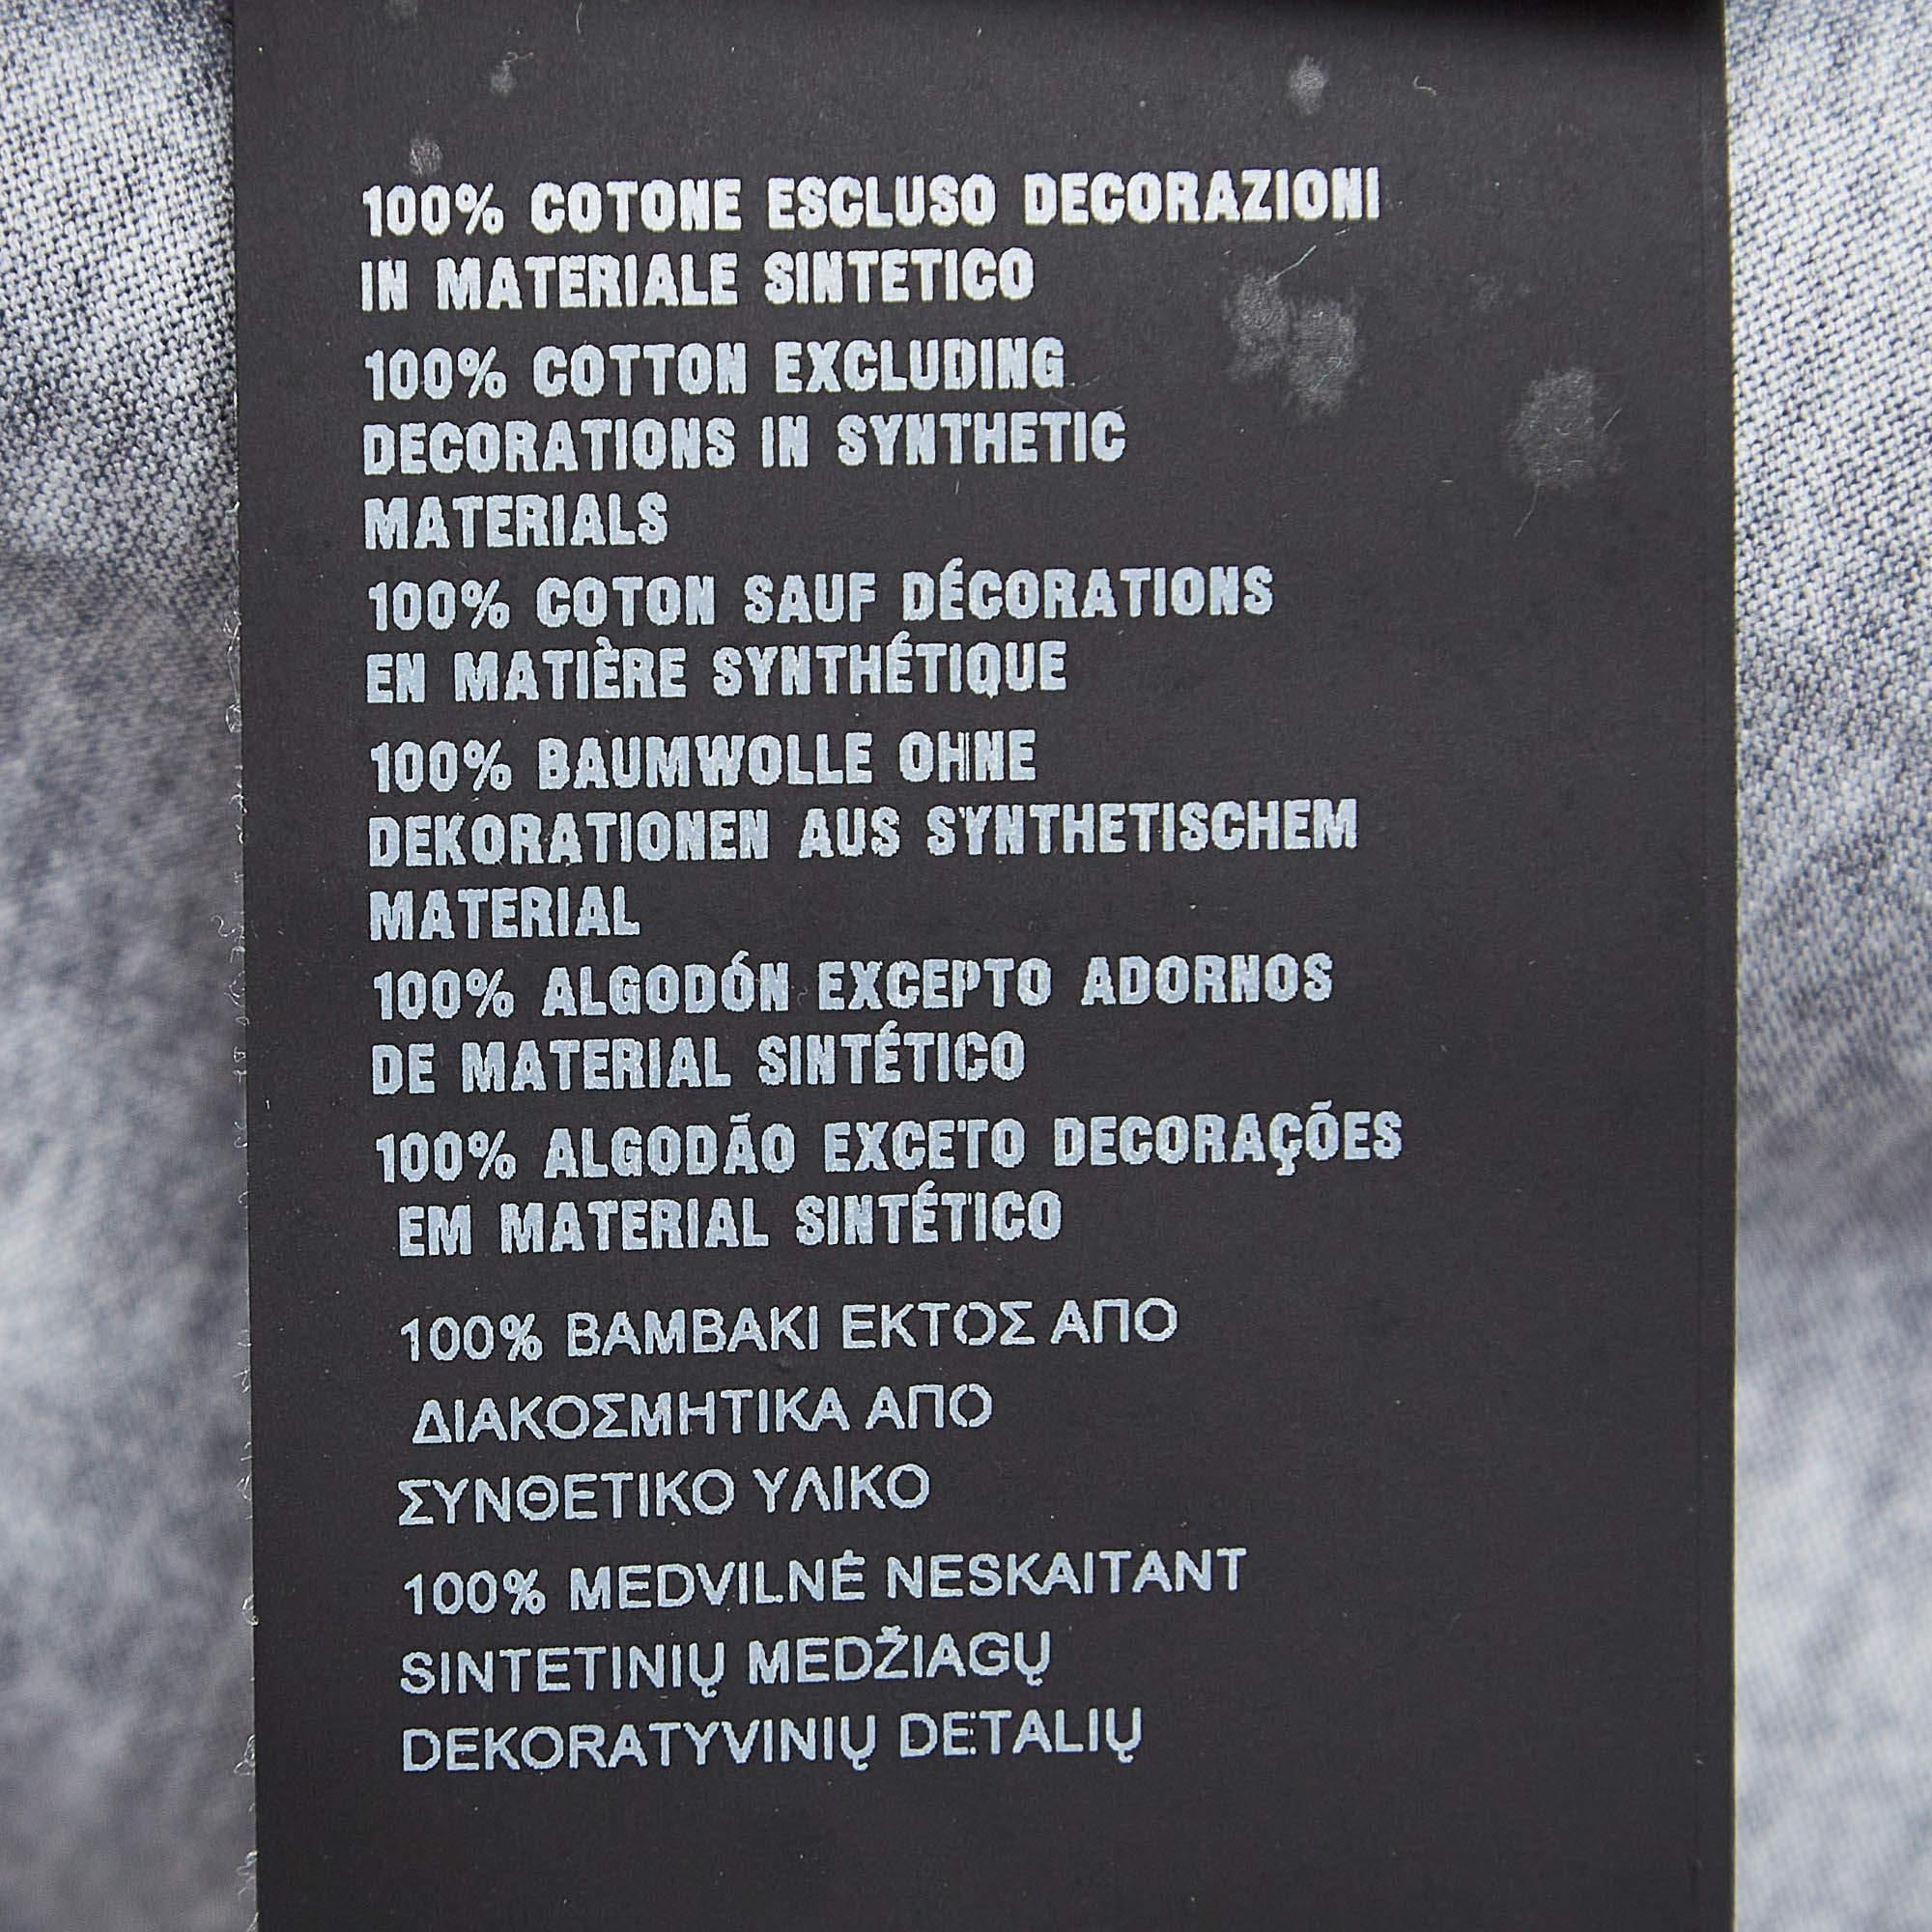 100% COTONE ESCLUSO DECORAZIONI
IN MATERIALE SINTETICO
100% COTTON EXCLUDING
DECORATIONS IN SYNTHETIC
MATERIALS
100% COTON SAUF DÉCORATIONS
EN MATIÈRE SYNTHÉTIQUE
100% BAUMWOLLE OHNE
DEKORATIONEN AUS SYNTHETISCHEM
MATERIAL
100% ALGODÓN EXCEPTO ADORNOS
DE MATERIAL SINTÉTICO
100% ALGODÃO EXCETO DECORAÇÕES
EM MATERIAL SINTÉTICO
100% ΒΑΜΒΑΚΙ ΕΚΤΟΣ ΑΠΟ
ΔΙΑΚΟΣΜΗΤΙΚΑ ΑΠΟ
ΣΥΝΘΕΤΙΚΟ ΥΛΙΚΟ
100% MEDVILNĖ NESKAITANT
SINTETINIŲ MEDŽIAGŲ
DEKORATYVINIŲ DETALIŲ